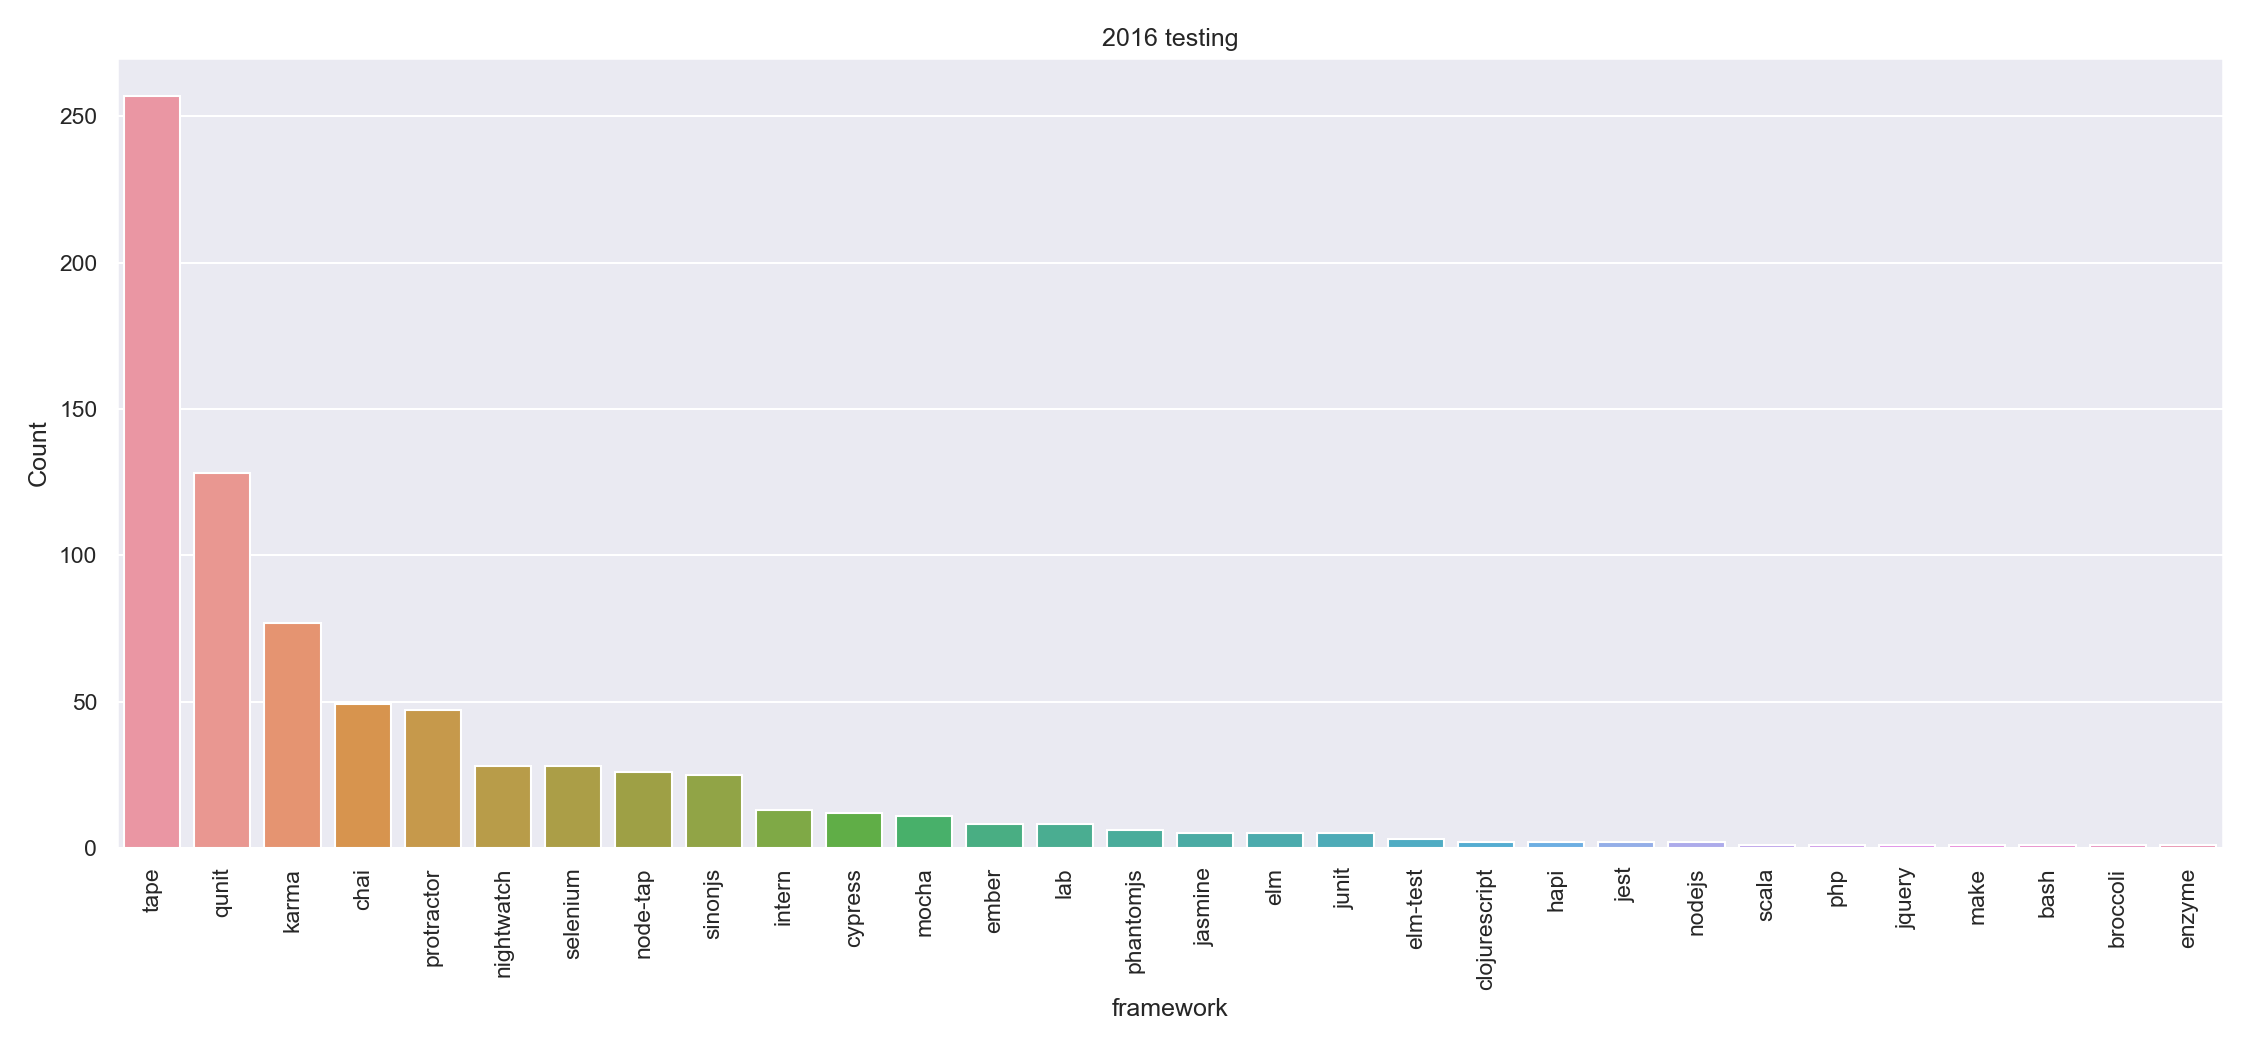 2016 testing
250
200
150
100
50
0
Count
tape
qunit
karma
chai
protractor
nightwatch
selenium
node-tap
sinonjs
intern
cypress
mocha
ember
lab
phantomjs
jasmine
elm
junit
elm-test
clojurescript
hapi
jest
nodejs
scala
php
jquery
make
bash
broccoli
enzyme
framework